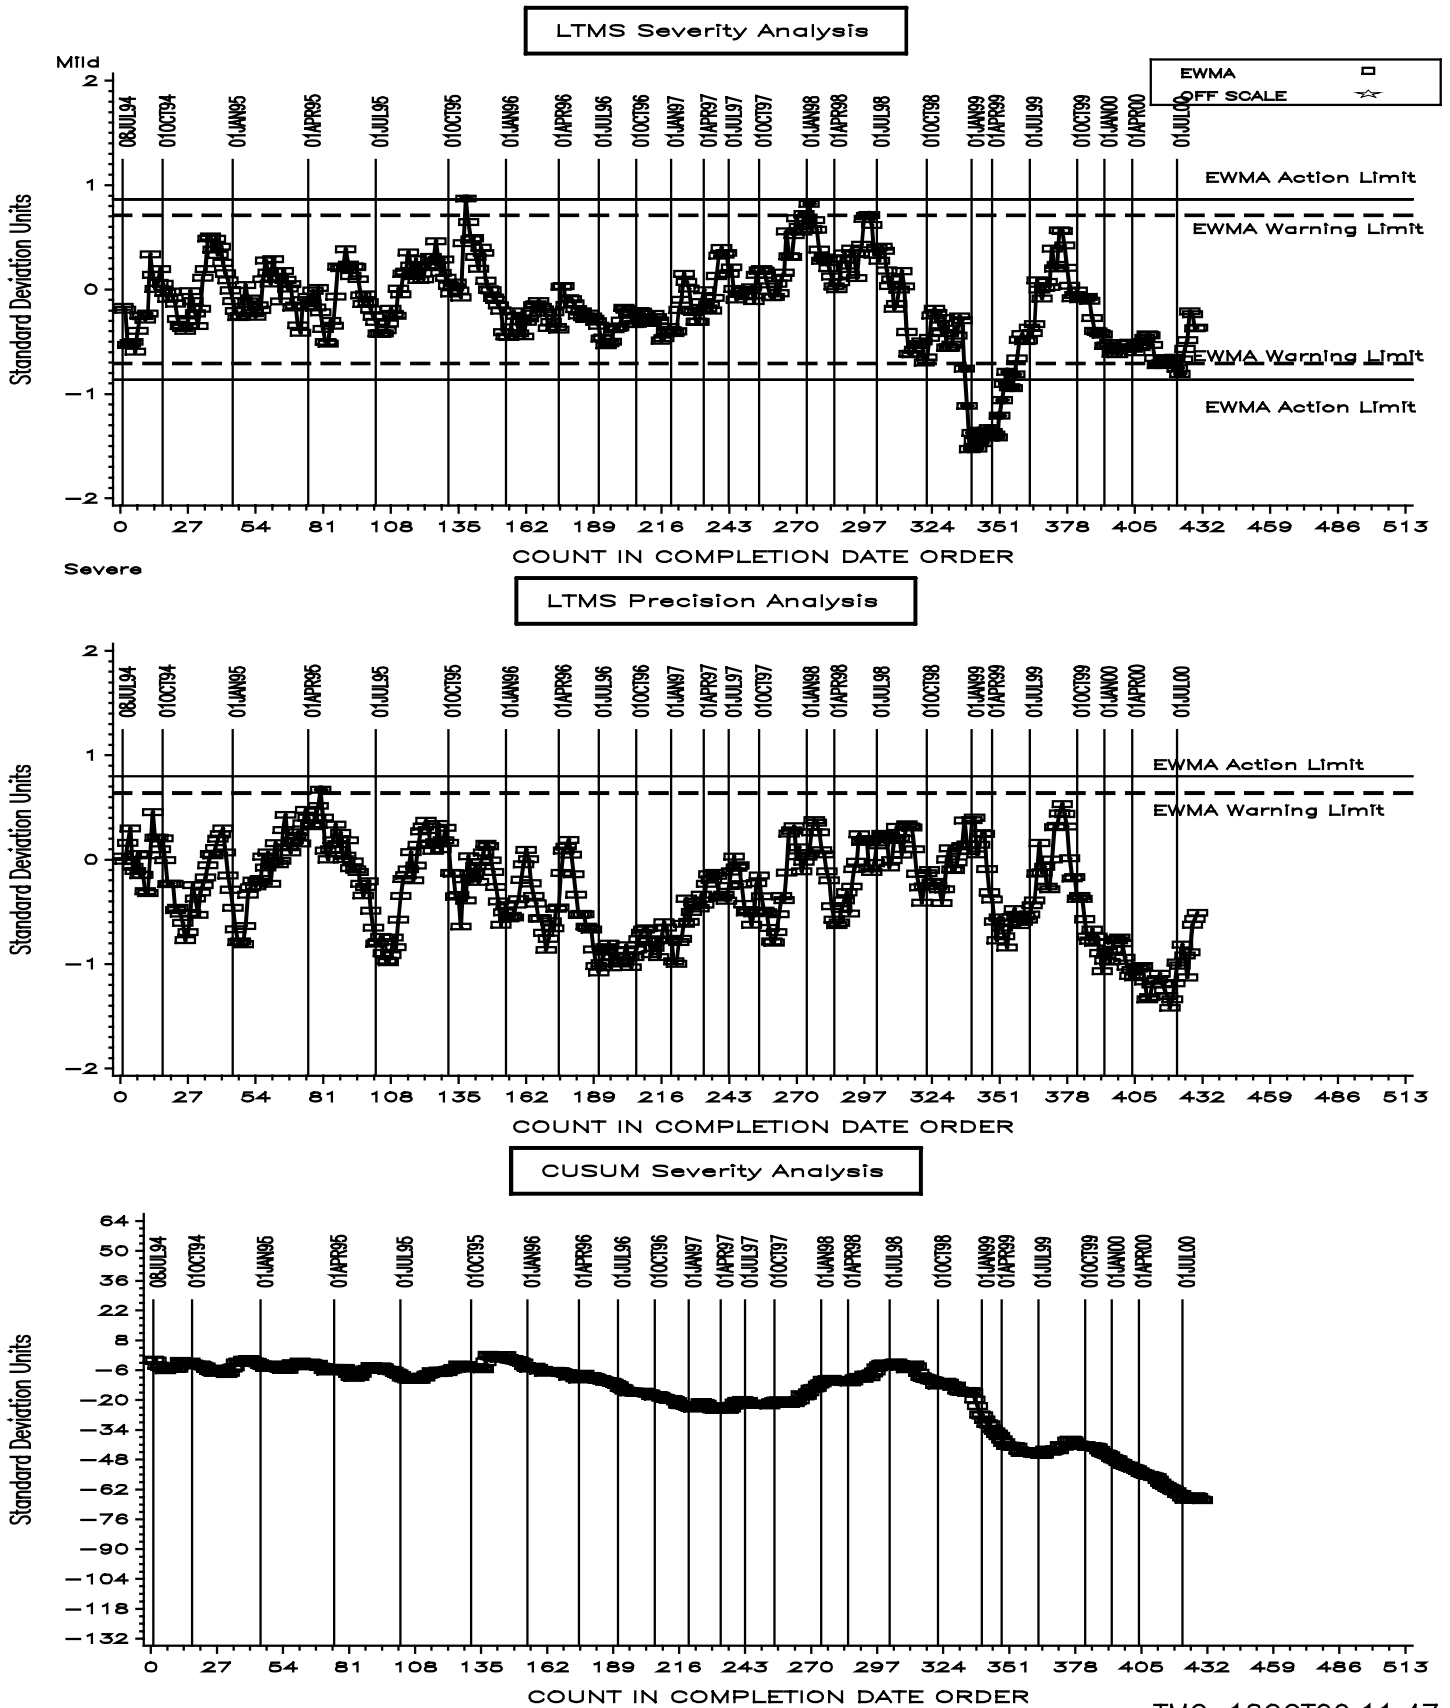 LTMS Severity Analysis
Mild
EWMA
OFF SCALE
2
1
0
−1
−2
Standard Deviation Units
08JUL94 01OCT94 01JAN95 01APR95 01JUL95 01OCT95 01JAN96 01APR96 01JUL96 01OCT96 01JAN97 01APR97 01JUL97 01OCT97 01JAN98 01APR98 01JUL98 01OCT98 01JAN99 01APR99 01JUL99 01OCT99 01JAN00 01APR00 01JUL00
EWMA Action Limit
EWMA Warning Limit
EWMA Warning Limit
EWMA Action Limit
0 27 54 81 108 135 162 189 216 243 270 297 324 351 378 405 432 459 486 513
COUNT IN COMPLETION DATE ORDER
Severe
LTMS Precision Analysis
2
1
0
−1
−2
Standard Deviation Units
08JUL94 01OCT94 01JAN95 01APR95 01JUL95 01OCT95 01JAN96 01APR96 01JUL96 01OCT96 01JAN97 01APR97 01JUL97 01OCT97 01JAN98 01APR98 01JUL98 01OCT98 01JAN99 01APR99 01JUL99 01OCT99 01JAN00 01APR00 01JUL00
EWMA Action Limit
EWMA Warning Limit
0 27 54 81 108 135 162 189 216 243 270 297 324 351 378 405 432 459 486 513
COUNT IN COMPLETION DATE ORDER
CUSUM Severity Analysis
64
50
36
22
8
−6
−20
−34
−48
−62
−76
−90
−104
−118
−132
Standard Deviation Units
08JUL94 01OCT94 01JAN95 01APR95 01JUL95 01OCT95 01JAN96 01APR96 01JUL96 01OCT96 01JAN97 01APR97 01JUL97 01OCT97 01JAN98 01APR98 01JUL98 01OCT98 01JAN99 01APR99 01JUL99 01OCT99 01JAN00 01APR00 01JUL00
0 27 54 81 108 135 162 189 216 243 270 297 324 351 378 405 432 459 486 513
COUNT IN COMPLETION DATE ORDER